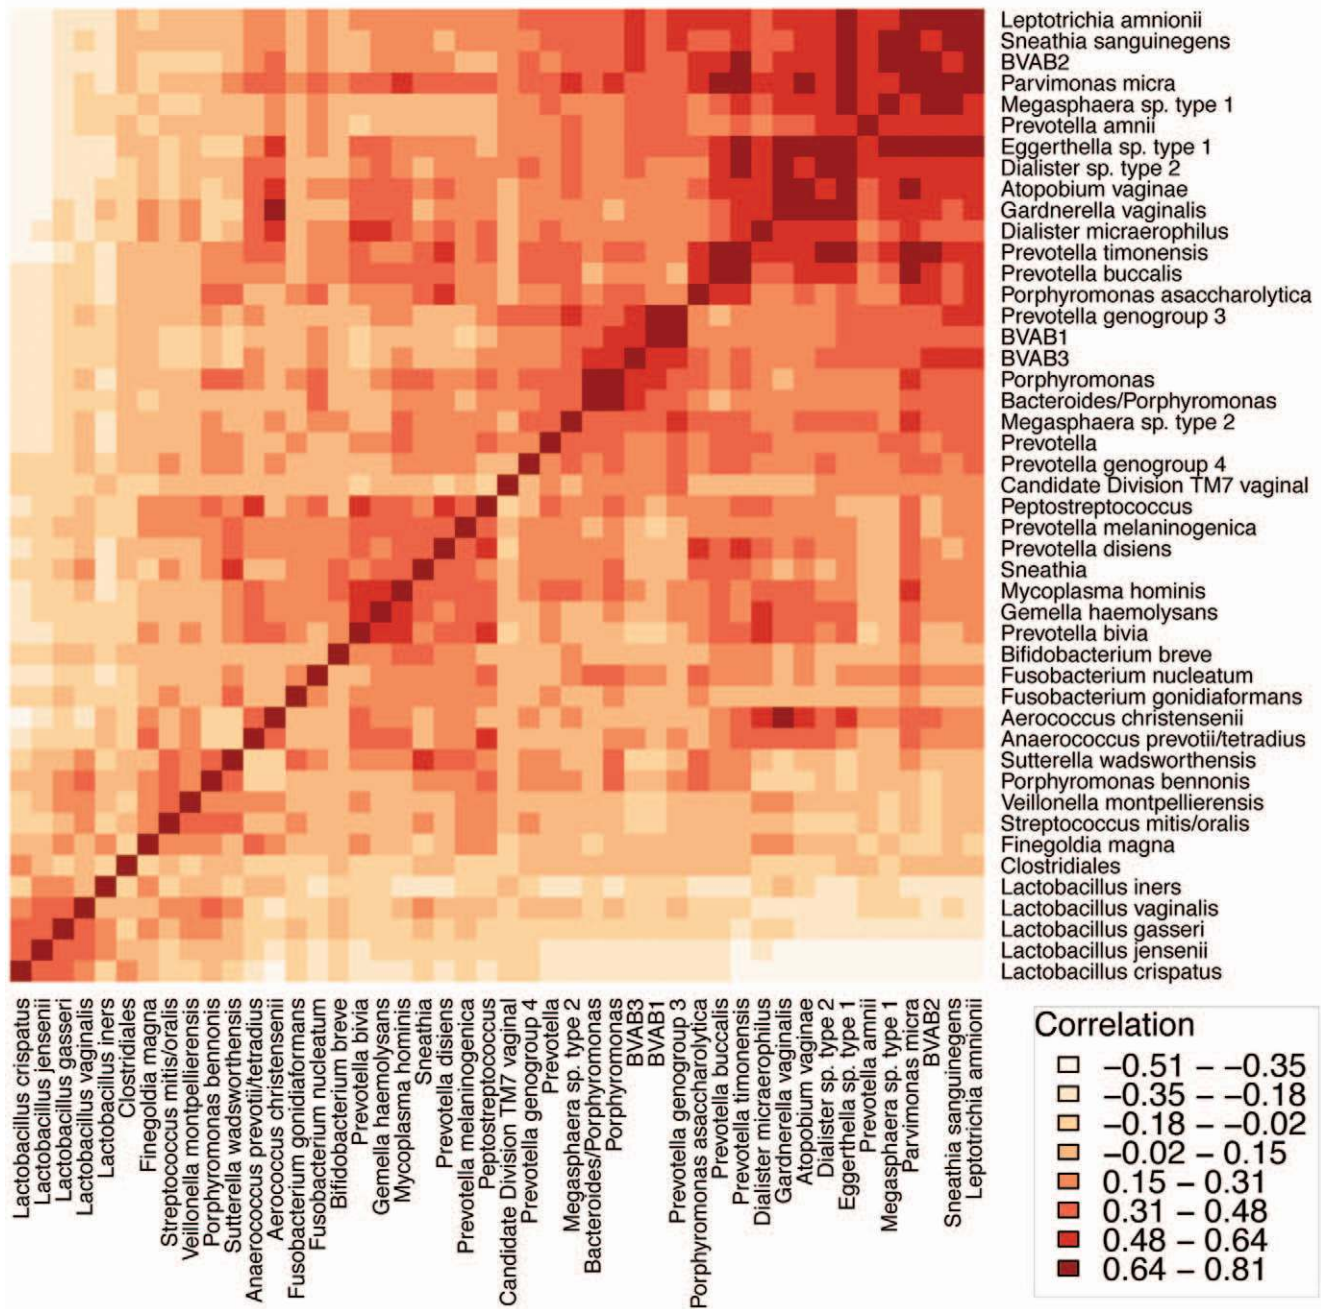 Leptotrichia amnionii
Sneathia sanguinegens
BVAB2
Parvimonas micra
Megasphaera sp. type 1
Prevotella amnii
Eggerthella sp. type 1
Dialister sp. type 2
Atopobium vaginae
Gardnerella vaginalis
Dialister micraerophilus
Prevotella timonensis
Prevotella buccalis
Porphyromonas asaccharolytica
Prevotella genogroup 3
BVAB1
BVAB3
Porphyromonas
Bacteroides/Porphyromonas
Megasphaera sp. type 2
Prevotella
Prevotella genogroup 4
Candidate Division TM7 vaginal
Peptostreptococcus
Prevotella melaninogenica
Prevotella disiens
Sneathia
Mycoplasma hominis
Gemella haemolysans
Prevotella bivia
Bifidobacterium breve
Fusobacterium nucleatum
Fusobacterium gonidiaformans
Aerococcus christensenii
Anaerococcus prevotii/tetradius
Sutterella wadsworthensis
Porphyromonas bennonis
Veillonella montpellierensis
Streptococcus mitis/oralis
Finegoldia magna
Clostridiales
Lactobacillus iners
Lactobacillus vaginalis
Lactobacillus gasseri
Lactobacillus jensenii
Lactobacillus crispatus
Lactobacillus crispatus
Lactobacillus jensenii
Lactobacillus gasseri
Lactobacillus vaginalis
Lactobacillus iners
Clostridiales
Finegoldia magna
Streptococcus mitis/oralis
Veillonella montpellierensis
Porphyromonas bennonis
Sutterella wadsworthensis
Anaerococcus prevotii/tetradius
Aerococcus christensenii
Fusobacterium gonidiaformans
Fusobacterium nucleatum
Bifidobacterium breve
Prevotella bivia
Gemella haemolysans
Mycoplasma hominis
Sneathia
Prevotella disiens
Prevotella melaninogenica
Peptostreptococcus
Candidate Division TM7 vaginal
Prevotella genogroup 4
Prevotella
Megasphaera sp. type 2
Bacteroides/Porphyromonas
Porphyromonas
BVAB3
BVAB1
Prevotella genogroup 3
Porphyromonas asaccharolytica
Prevotella buccalis
Prevotella timonensis
Dialister micraerophilus
Gardnerella vaginalis
Atopobium vaginae
Dialister sp. type 2
Eggerthella sp. type 1
Prevotella amnii
Megasphaera sp. type 1
Parvimonas micra
BVAB2
Sneathia sanguinegens
Leptotrichia amnionii
Correlation
−0.51 – −0.35
−0.35 – −0.18
−0.18 – −0.02
−0.02 – 0.15
0.15 – 0.31
0.31 – 0.48
0.48 – 0.64
0.64 – 0.81